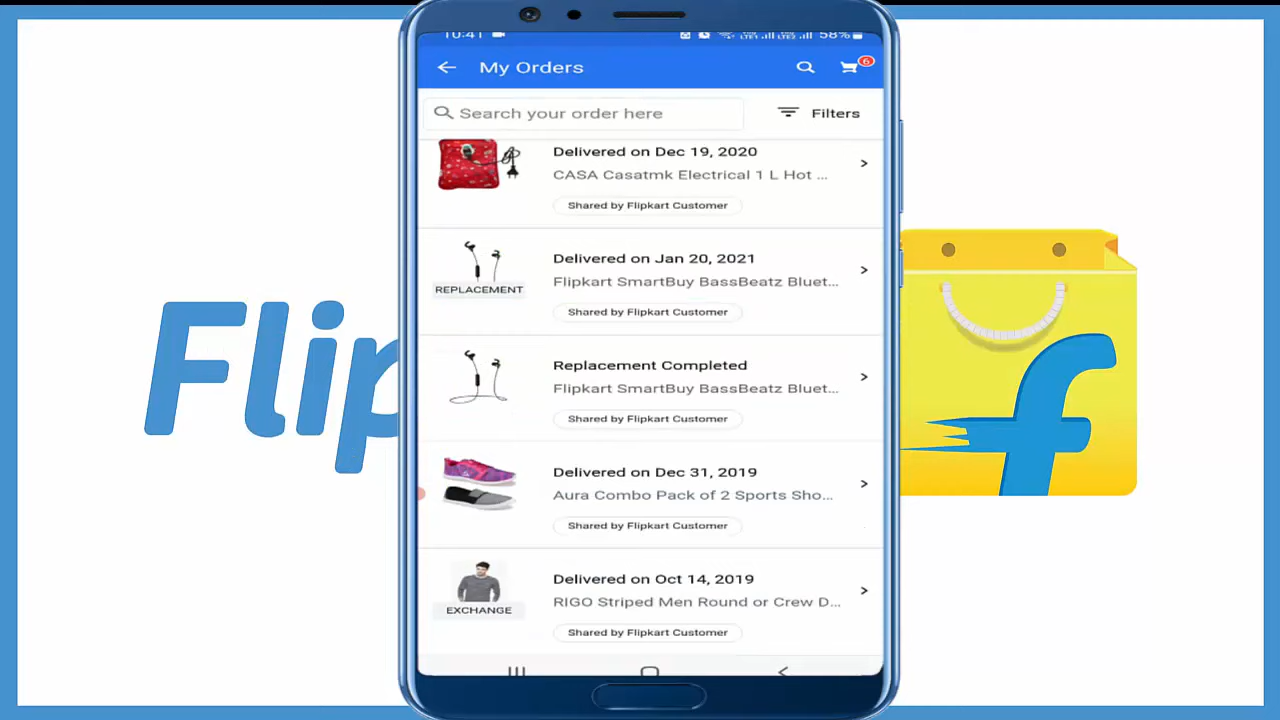 10:41 58%
My Orders 6
Search your order here Filters
Delivered on Dec 19, 2020
CASA Casatmk Electrical 1 L Hot ...
Shared by Flipkart Customer
Delivered on Jan 20, 2021
Flipkart SmartBuy BassBeatz Bluet...
REPLACEMENT
Shared by Flipkart Customer
Replacement Completed
Flipkart SmartBuy BassBeatz Bluet...
Shared by Flipkart Customer
Delivered on Dec 31, 2019
Aura Combo Pack of 2 Sports Sho...
Shared by Flipkart Customer
Delivered on Oct 14, 2019
RIGO Striped Men Round or Crew D...
EXCHANGE
Shared by Flipkart Customer
Flip
f